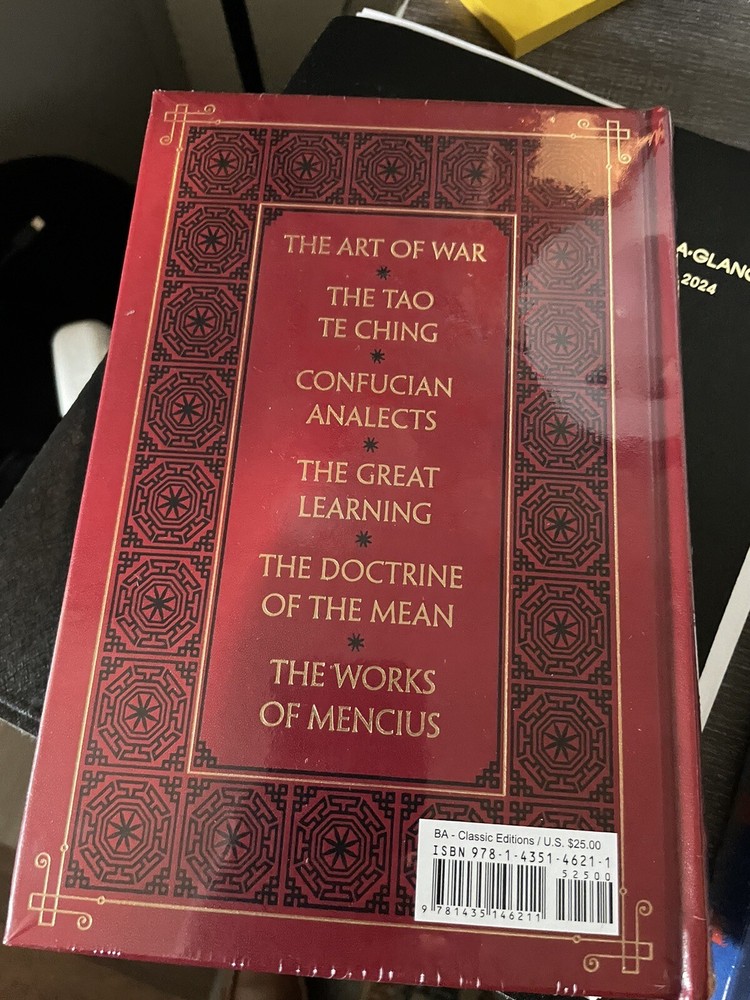 THE ART OF WAR
THE TAO
TE CHING
CONFUCIAN
ANALECTS
THE GREAT
LEARNING
THE DOCTRINE
OF THE MEAN
THE WORKS
OF MENCIUS
BA - Classic Editions / U.S. $25.00
ISBN 978-1-4351-4621-1
52500
9 781435 146211
2024